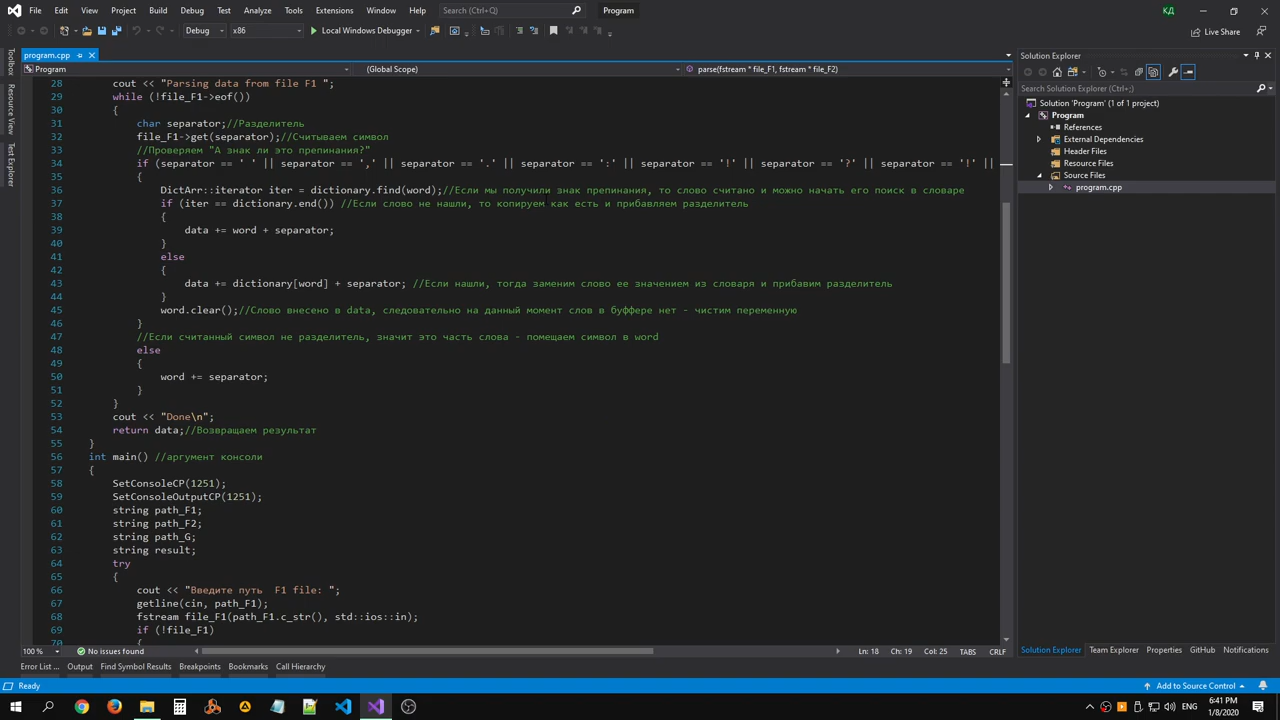 File Edit View Project Build Debug Test Analyze Tools Extensions Window Help Search (Ctrl+Q) Program КД
Debug x86 Local Windows Debugger Live Share
program.cpp
Program (Global Scope) parse(fstream * file_F1, fstream * file_F2)
Toolbox
Resource View
Test Explorer
28 cout << "Parsing data from file F1 ";
29 while (!file_F1->eof())
30 {
31 char separator;//Разделитель
32 file_F1->get(separator);//Считываем символ
33 //Проверяем "А знак ли это препинания?"
34 if (separator == ' ' || separator == ',' || separator == '.' || separator == ':' || separator == '|' || separator == '?' || separator == '!' ||
35 {
36 DictArr::iterator iter = dictionary.find(word);//Если мы получили знак препинания, то слово считано и можно начать его поиск в словаре
37 if (iter == dictionary.end()) //Если слово не нашли, то копируем как есть и прибавляем разделитель
38 {
39 data += word + separator;
40 }
41 else
42 {
43 data += dictionary[word] + separator; //Если нашли, тогда заменим слово ее значением из словаря и прибавим разделитель
44 }
45 word.clear();//Слово внесено в data, следовательно на данный момент слов в буффере нет - чистим переменную
46 }
47 //Если считанный символ не разделитель, значит это часть слова - помещаем символ в word
48 else
49 {
50 word += separator;
51 }
52 }
53 cout << "Done\n";
54 return data;//Возвращаем результат
55 }
56 int main() //аргумент консоли
57 {
58 SetConsoleCP(1251);
59 SetConsoleOutputCP(1251);
60 string path_F1;
61 string path_F2;
62 string path_G;
63 string result;
64 try
65 {
66 cout << "Введите путь  F1 file: ";
67 getline(cin, path_F1);
68 fstream file_F1(path_F1.c_str(), std::ios::in);
69 if (!file_F1)
70 {
100 % No issues found Ln: 18 Ch: 19 Col: 25 TABS CRLF
Solution Explorer
Search Solution Explorer (Ctrl+;)
Solution 'Program' (1 of 1 project)
Program
References
External Dependencies
Header Files
Resource Files
Source Files
program.cpp
Solution Explorer Team Explorer Properties GitHub Notifications
Error List ... Output Find Symbol Results Breakpoints Bookmarks Call Hierarchy
Ready Add to Source Control
ENG 6:41 PM
1/8/2020